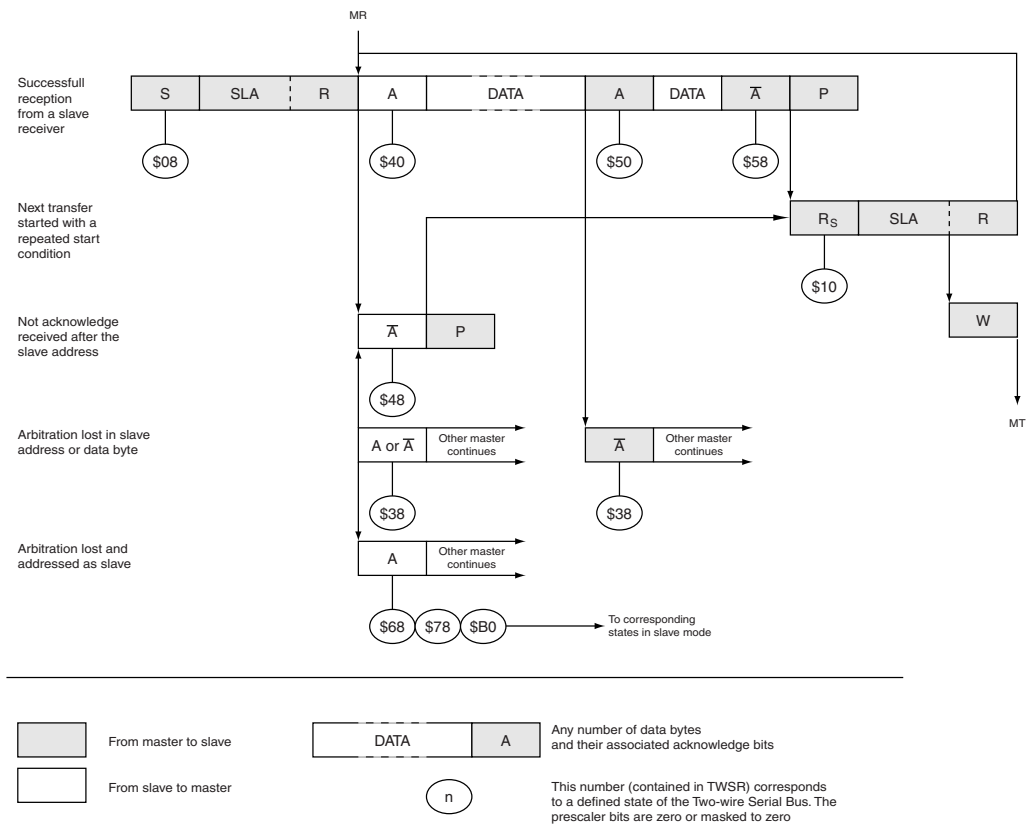 MR
Successfull
reception
from a slave
receiver
S SLA R A DATA A DATA A̅ P
$08 $40 $50 $58
Next transfer
started with a
repeated start
condition
RS SLA R
$10
Not acknowledge
received after the
slave address
A̅ P
W
$48
MT
Arbitration lost in slave
address or data byte
A or A̅
Other master
continues
A̅
Other master
continues
$38 $38
Arbitration lost and
addressed as slave
A
Other master
continues
$68 $78 $B0
To corresponding
states in slave mode
From master to slave
DATA A
Any number of data bytes
and their associated acknowledge bits
From slave to master
n
This number (contained in TWSR) corresponds
to a defined state of the Two-wire Serial Bus. The
prescaler bits are zero or masked to zero